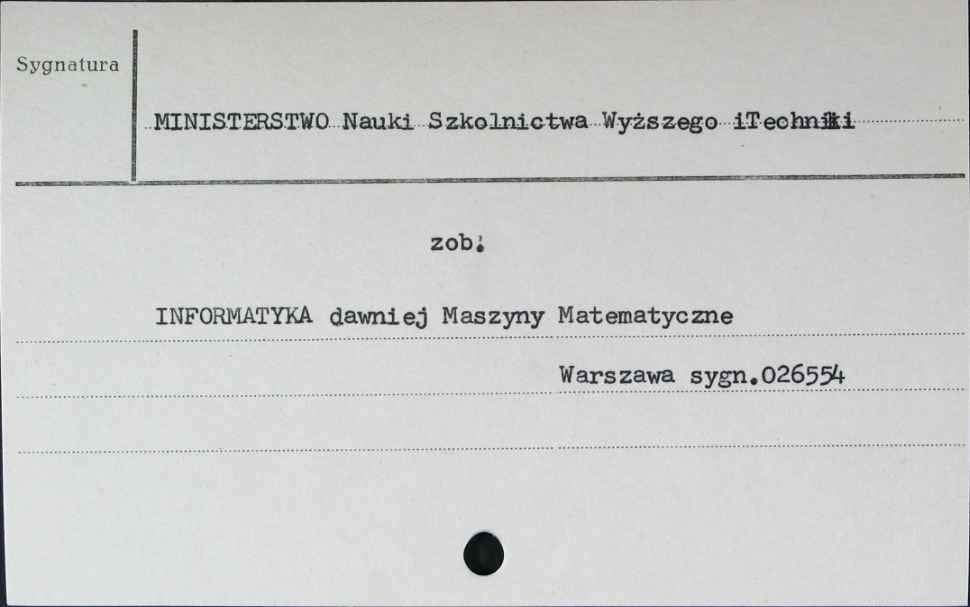 Sygnatura
MINISTERSTWO Nauki Szkolnictwa Wyższego iTechniki
zob:
INFORMATYKA dawniej Maszyny Matematyczne
Warszawa sygn.026554